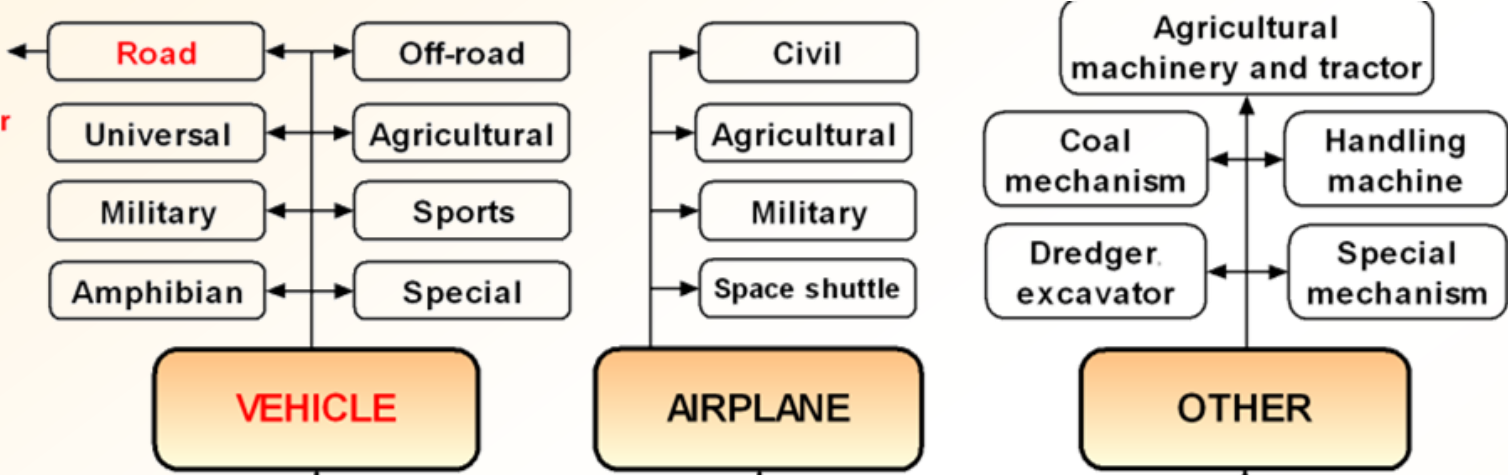 Road
Off-road
r
Universal
Agricultural
Military
Sports
Amphibian
Special
VEHICLE
Civil
Agricultural
Military
Space shuttle
AIRPLANE
Agricultural
machinery and tractor
Coal
mechanism
Handling
machine
Dredger
excavator
Special
mechanism
OTHER